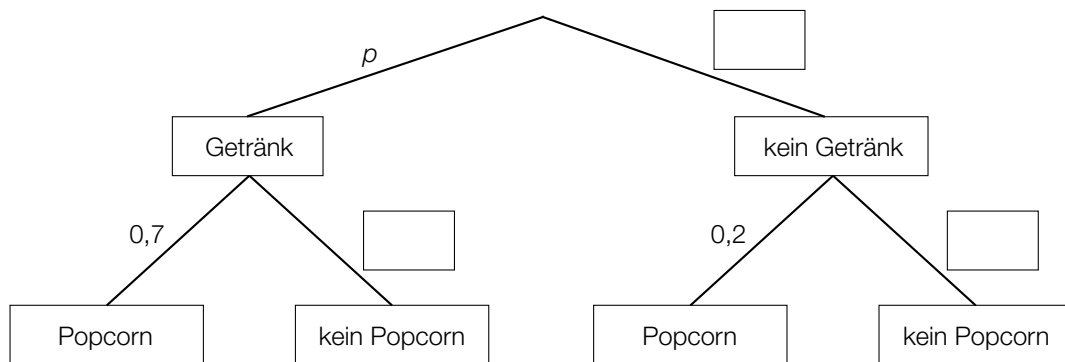 p
Getränk
kein Getränk
0,7
0,2
Popcorn
kein Popcorn
Popcorn
kein Popcorn